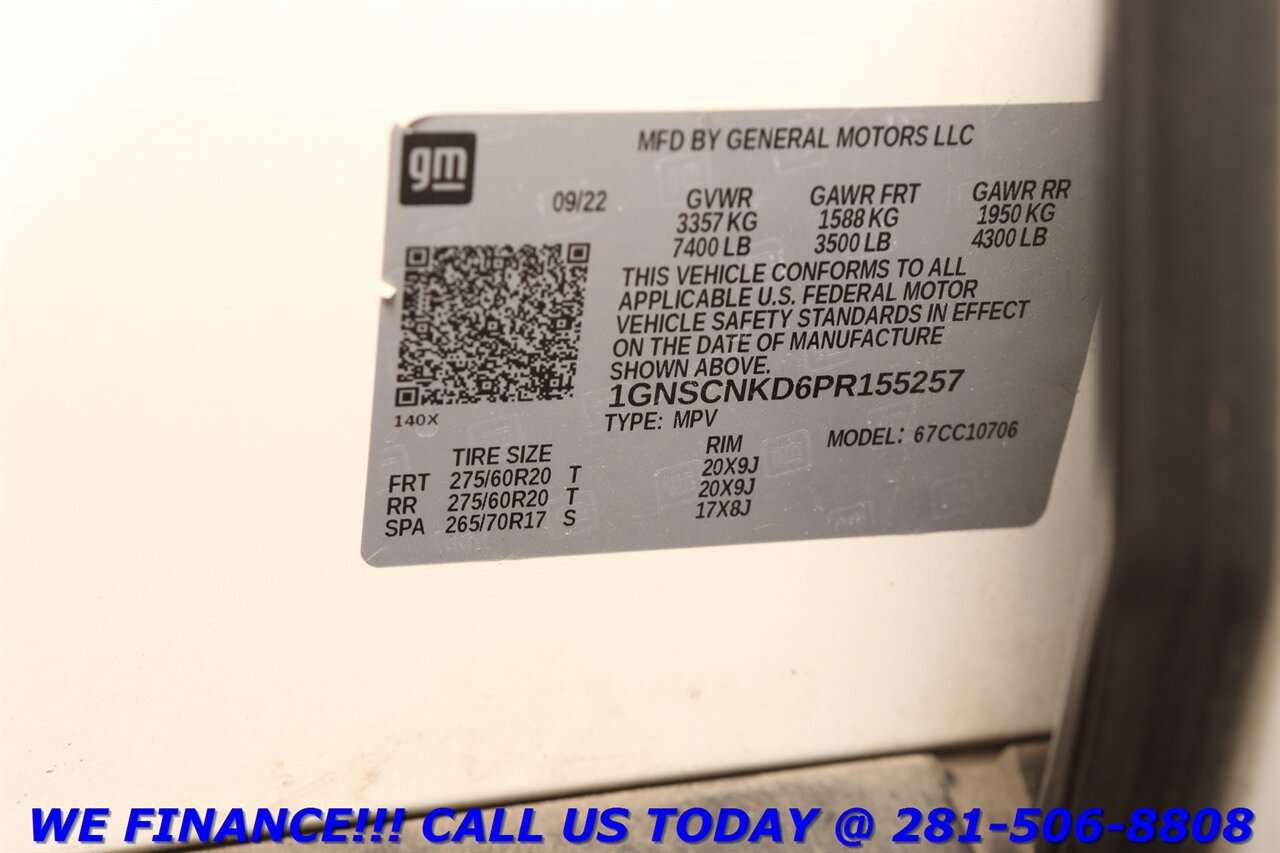 gm
MFD BY GENERAL MOTORS LLC
09/22 GVWR GAWR FRT GAWR RR
3357 KG 1588 KG 1950 KG
7400 LB 3500 LB 4300 LB
THIS VEHICLE CONFORMS TO ALL
APPLICABLE U.S. FEDERAL MOTOR
VEHICLE SAFETY STANDARDS IN EFFECT
ON THE DATE OF MANUFACTURE
SHOWN ABOVE.
1GNSCNKD6PR155257
140X
TYPE: MPV
MODEL: 67CC10706
TIRE SIZE RIM
FRT 275/60R20 T 20X9J
RR 275/60R20 T 20X9J
SPA 265/70R17 S 17X8J
WE FINANCE!!! CALL US TODAY @ 281-506-8808